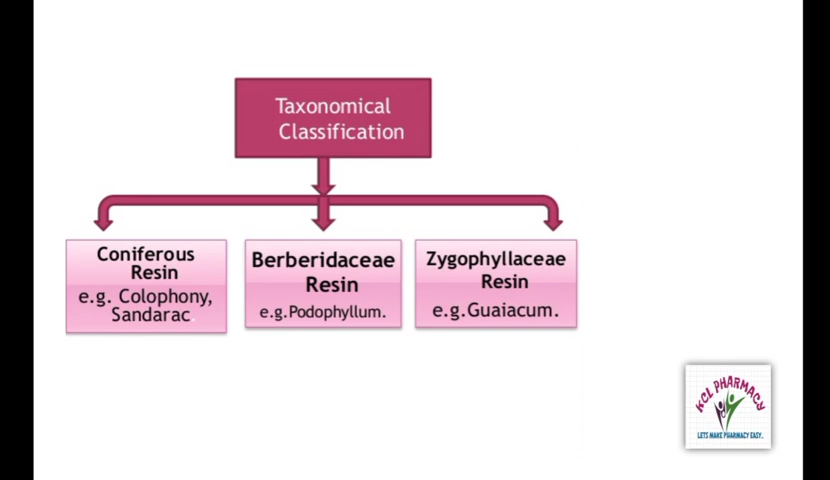 Taxonomical
Classification
Coniferous
Resin
e.g. Colophony,
Sandarac
Berberidaceae
Resin
e.g.Podophyllum.
Zygophyllaceae
Resin
e.g.Guaiacum.
KCL PHARMACY
LETS MAKE PHARMACY EASY.